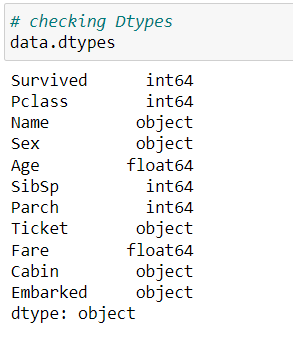 # checking Dtypes
data.dtypes
Survived int64
Pclass int64
Name object
Sex object
Age float64
SibSp int64
Parch int64
Ticket object
Fare float64
Cabin object
Embarked object
dtype: object